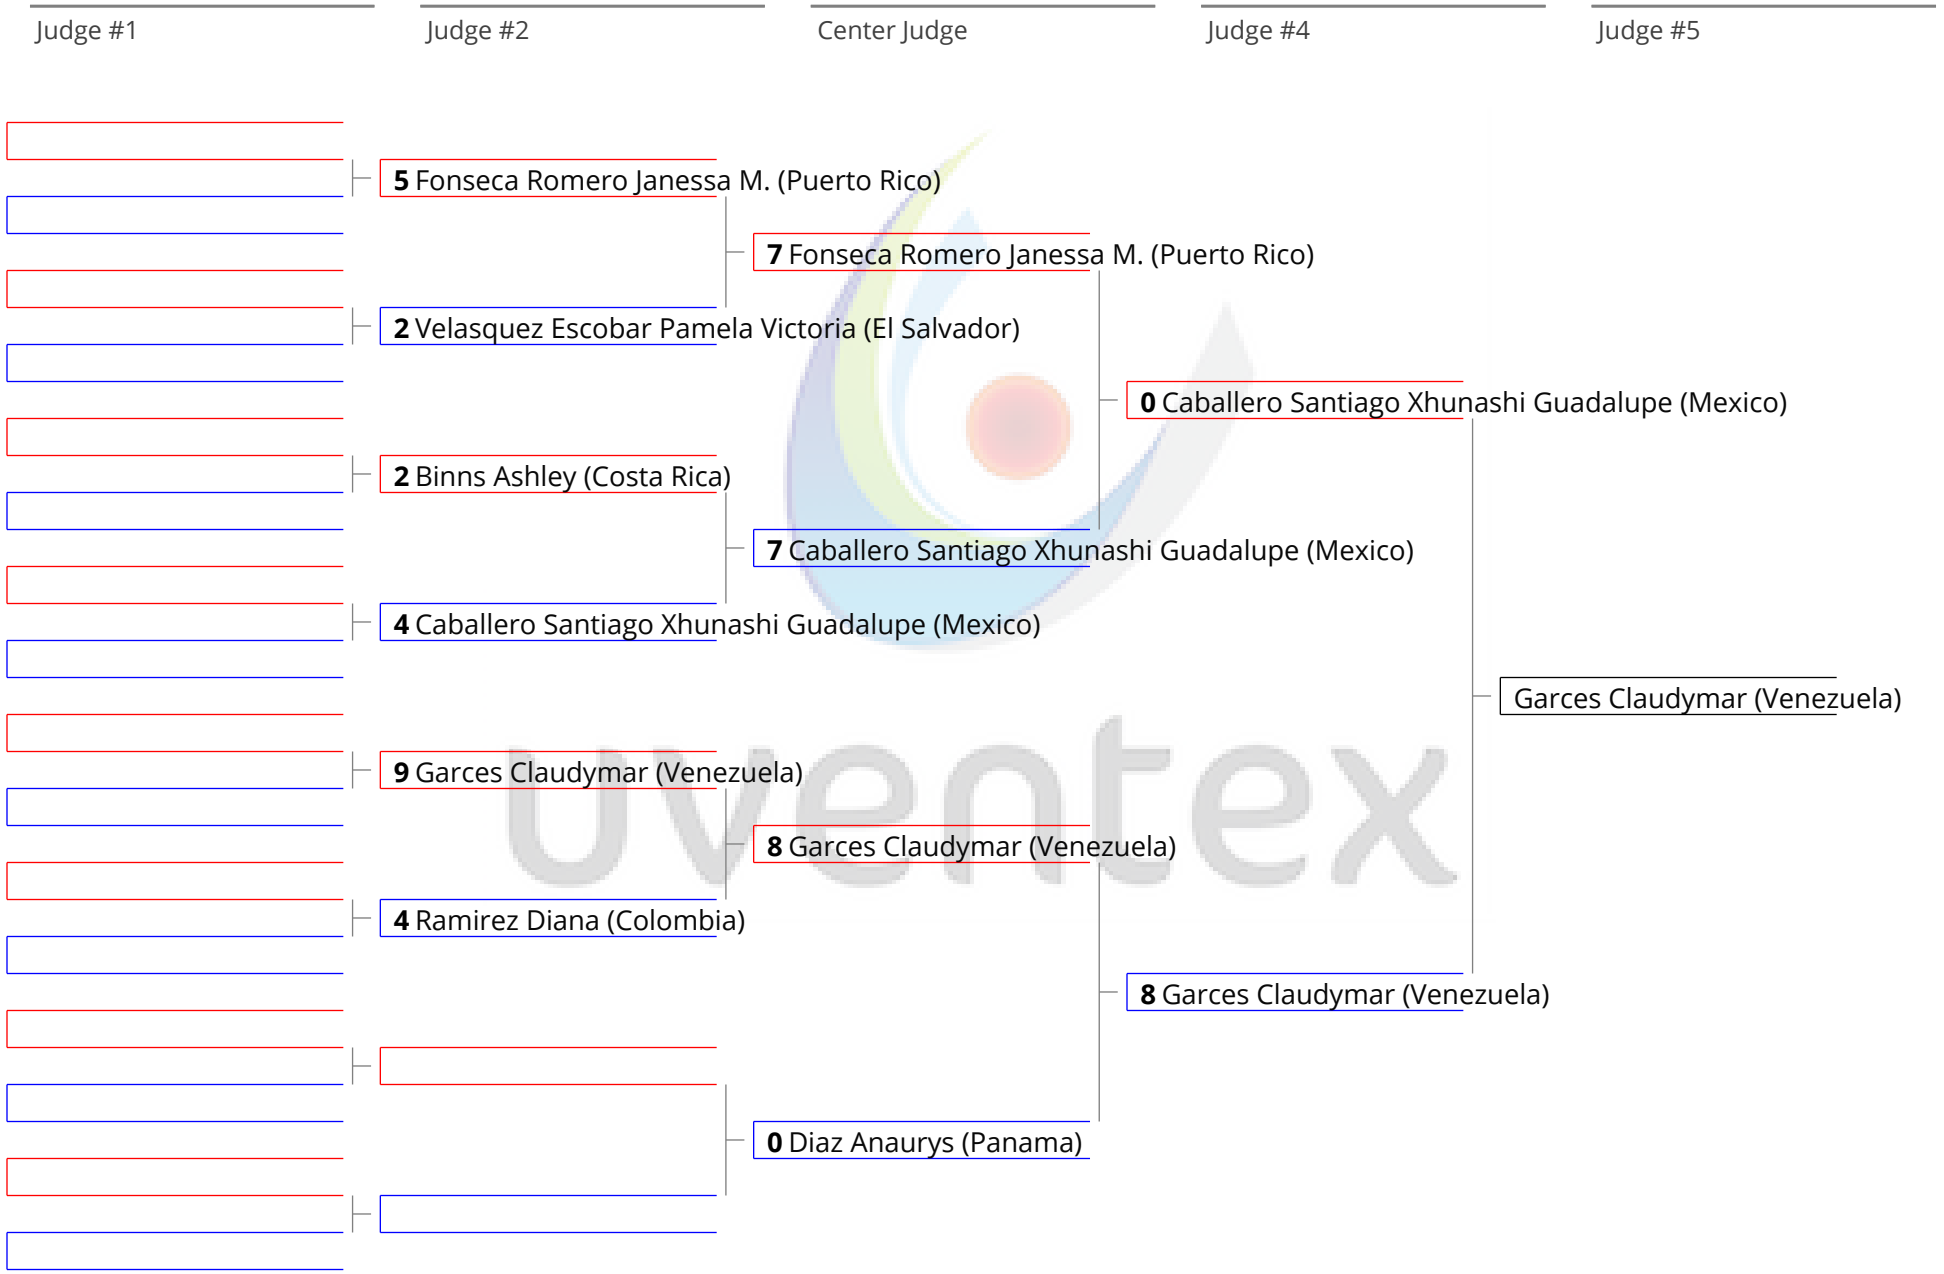 Judge #1
Judge #2
Center Judge
Judge #4
Judge #5
5 Fonseca Romero Janessa M. (Puerto Rico)
7 Fonseca Romero Janessa M. (Puerto Rico)
2 Velasquez Escobar Pamela Victoria (El Salvador)
0 Caballero Santiago Xhunashi Guadalupe (Mexico)
2 Binns Ashley (Costa Rica)
7 Caballero Santiago Xhunashi Guadalupe (Mexico)
4 Caballero Santiago Xhunashi Guadalupe (Mexico)
Garces Claudymar (Venezuela)
9 Garces Claudymar (Venezuela)
uventex
8 Garces Claudymar (Venezuela)
4 Ramirez Diana (Colombia)
8 Garces Claudymar (Venezuela)
0 Diaz Anaurys (Panama)